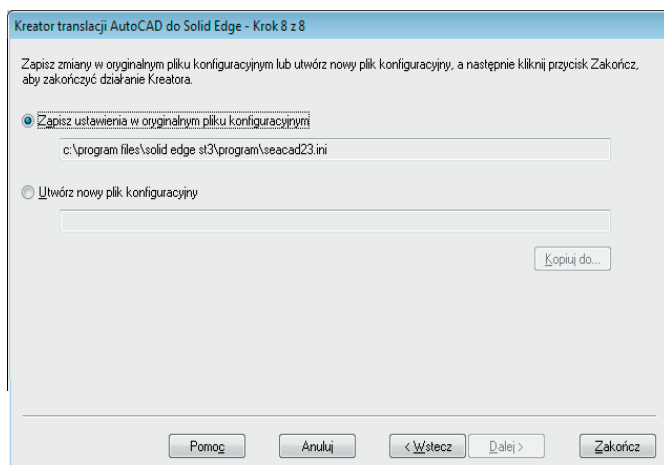 Kreator translacji AutoCAD do Solid Edge - Krok 8 z 8
Zapisz zmiany w oryginalnym pliku konfiguracyjnym lub utwórz nowy plik konfiguracyjny, a następnie kliknij przycisk Zakończ,
aby zakończyć działanie Kreatora.
Zapisz ustawienia w oryginalnym pliku konfiguracyjnym
c:\program files\solid edge st3\program\seacad23.ini
Utwórz nowy plik konfiguracyjny
Kopiuj do...
Pomoc Anuluj < Wstecz Dalej > Zakończ